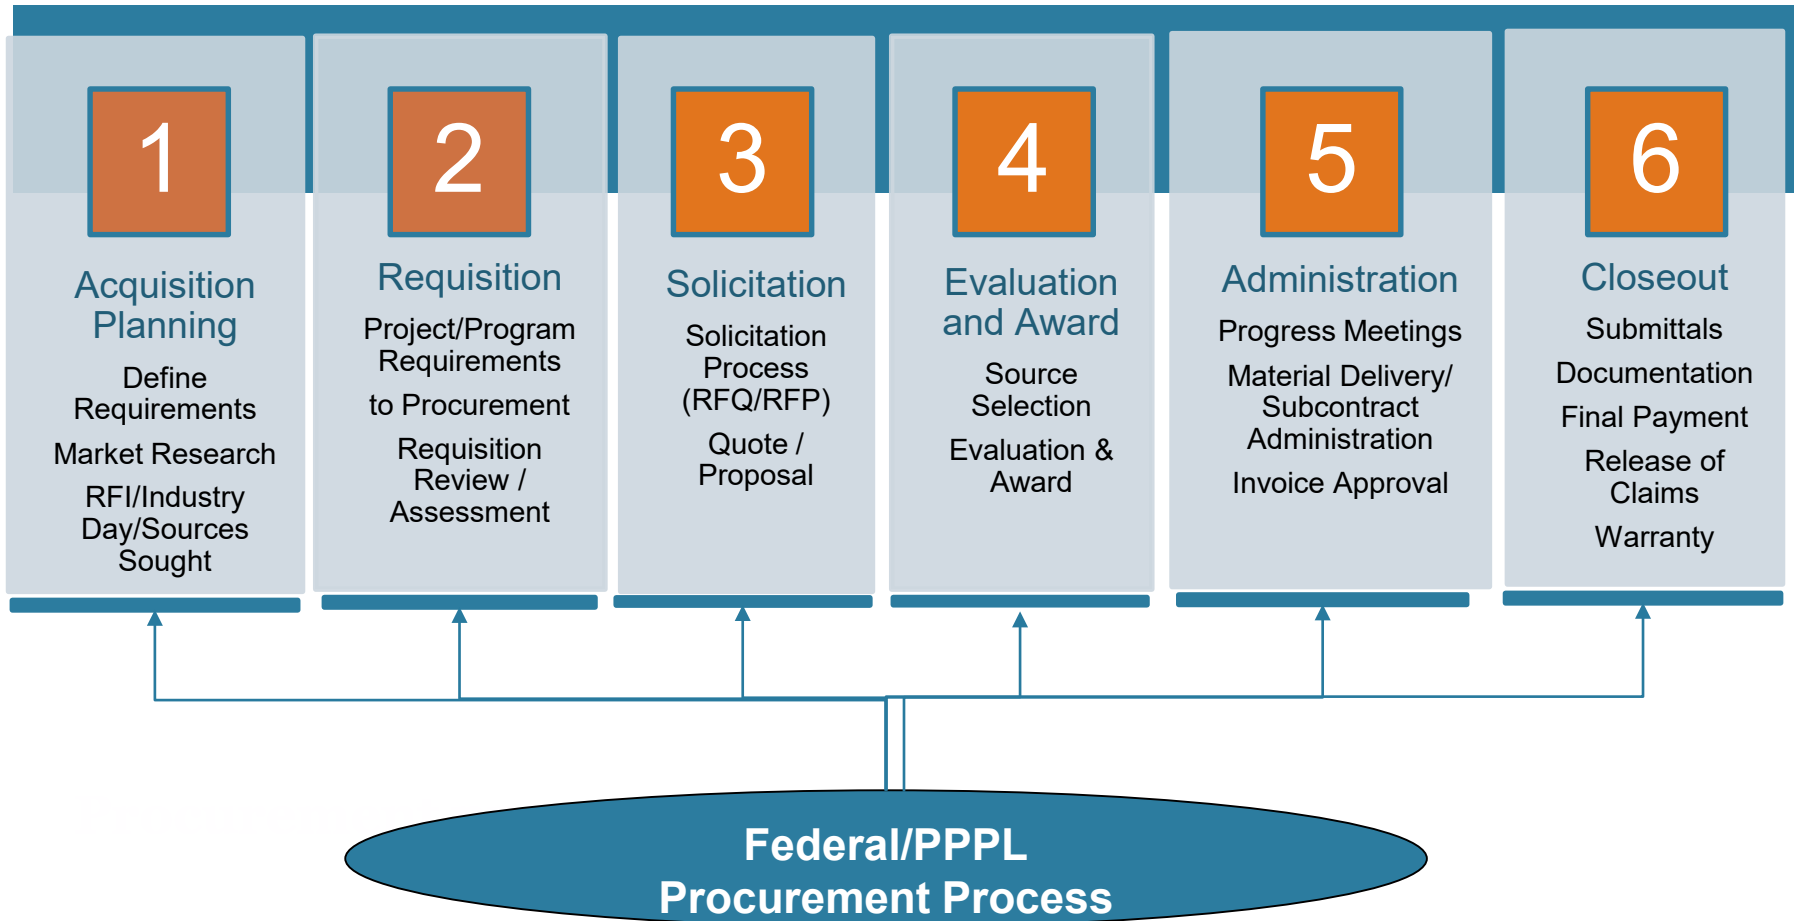 1
Acquisition
Planning
Define
Requirements
Market Research
RFI/Industry
Day/Sources
Sought
2
Requisition
Project/Program
Requirements
to Procurement
Requisition
Review /
Assessment
3
Solicitation
Solicitation
Process
(RFQ/RFP)
Quote /
Proposal
4
Evaluation
and Award
Source
Selection
Evaluation &
Award
5
Administration
Progress Meetings
Material Delivery/
Subcontract
Administration
Invoice Approval
6
Closeout
Submittals
Documentation
Final Payment
Release of
Claims
Warranty
Federal/PPPL
Procurement Process